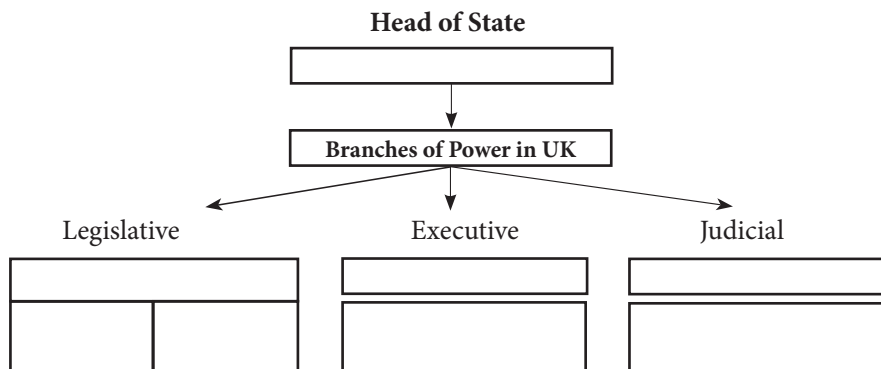 Head of State
Branches of Power in UK
Legislative
Executive
Judicial